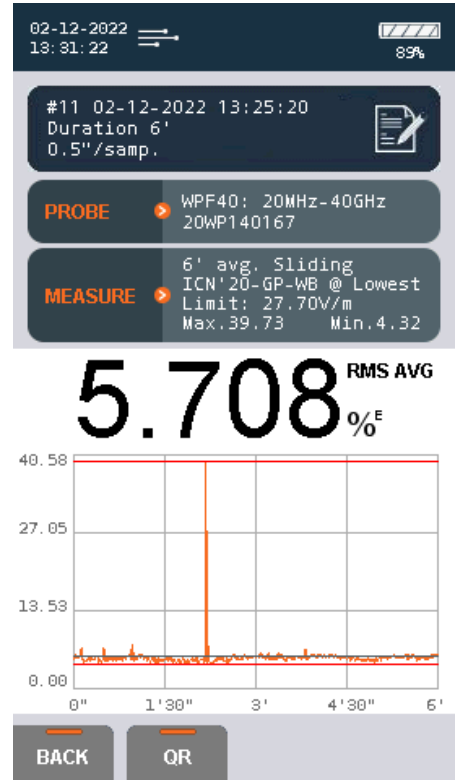 02-12-2022
13:31:22
89%
#11 02-12-2022 13:25:20
Duration 6'
0.5"/samp.
PROBE
WPF40: 20MHz-40GHz
20WP140167
MEASURE
6' avg. Sliding
ICN'20-GP-WB @ Lowest
Limit: 27.70V/m
Max.39.73 Min.4.32
5.708
RMS AVG
%E
40.58
27.05
13.53
0.00
0" 1'30" 3' 4'30" 6'
BACK QR